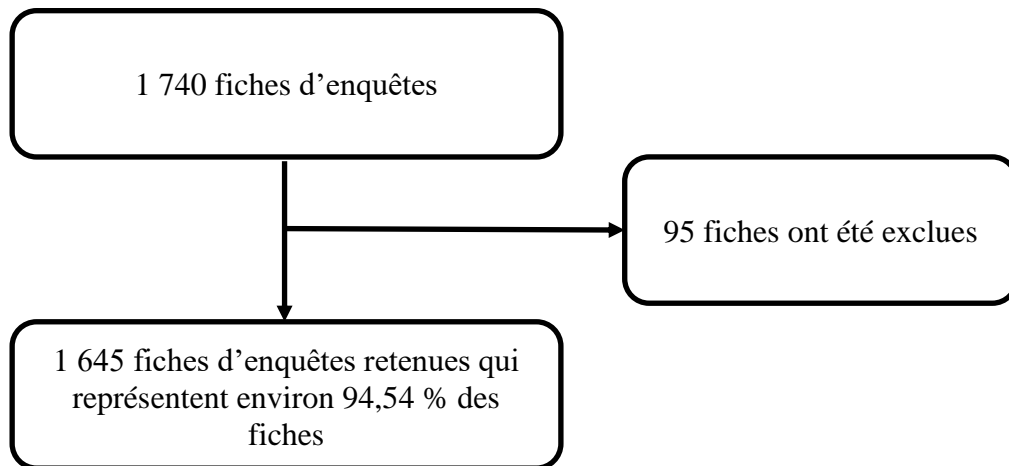 1 740 fiches d’enquêtes
95 fiches ont été exclues
1 645 fiches d’enquêtes retenues qui
représentent environ 94,54 % des
fiches